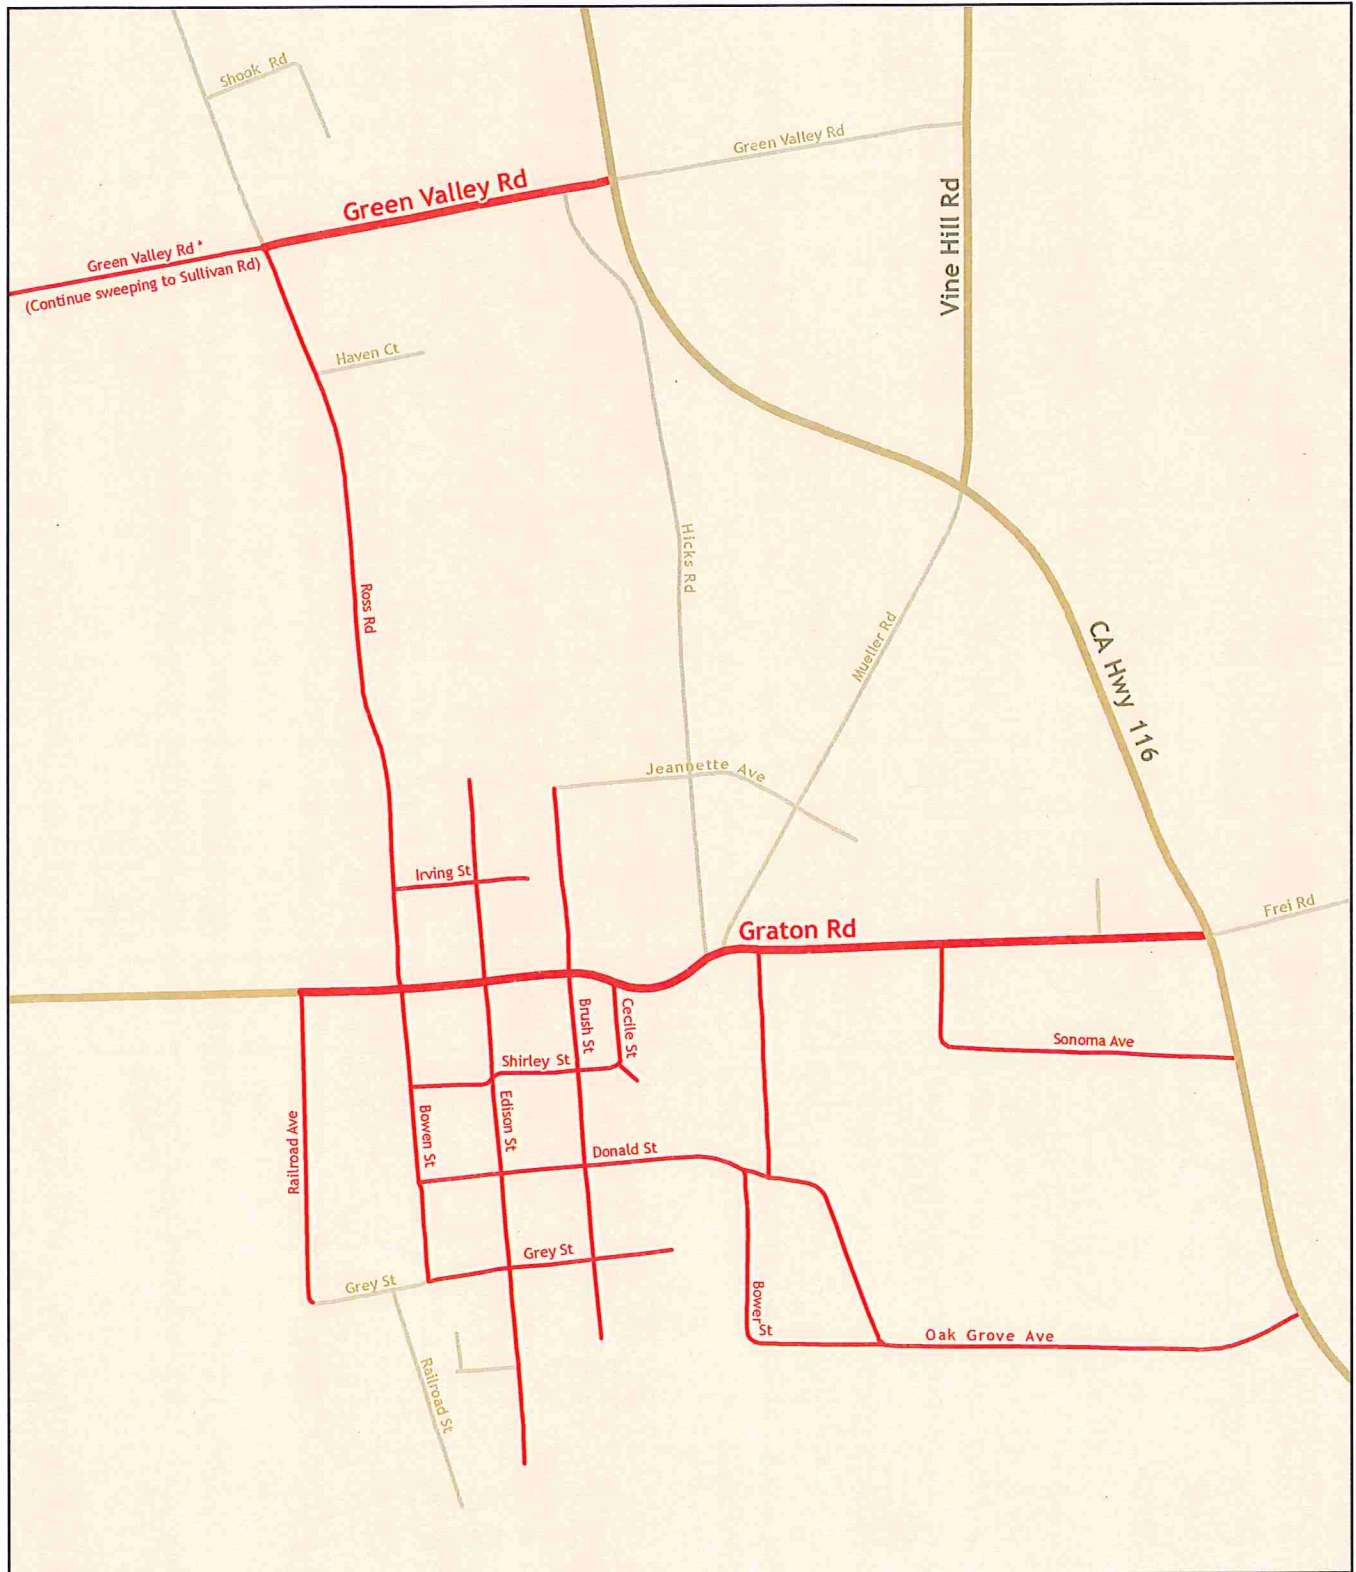 Shook Rd
Green Valley Rd
Green Valley Rd
Vine Hill Rd
Green Valley Rd *
(Continue sweeping to Sullivan Rd)
Haven Ct
Hicks Rd
Ross Rd
Mueller Rd
CA Hwy 116
Jeannette Ave
Irving St
Frei Rd
Graton Rd
Brush St
Cecile St
Sonoma Ave
Shirley St
Edison St
Bowen St
Railroad Ave
Donald St
Grey St
Grey St
Bower St
Oak Grove Ave
Railroad St